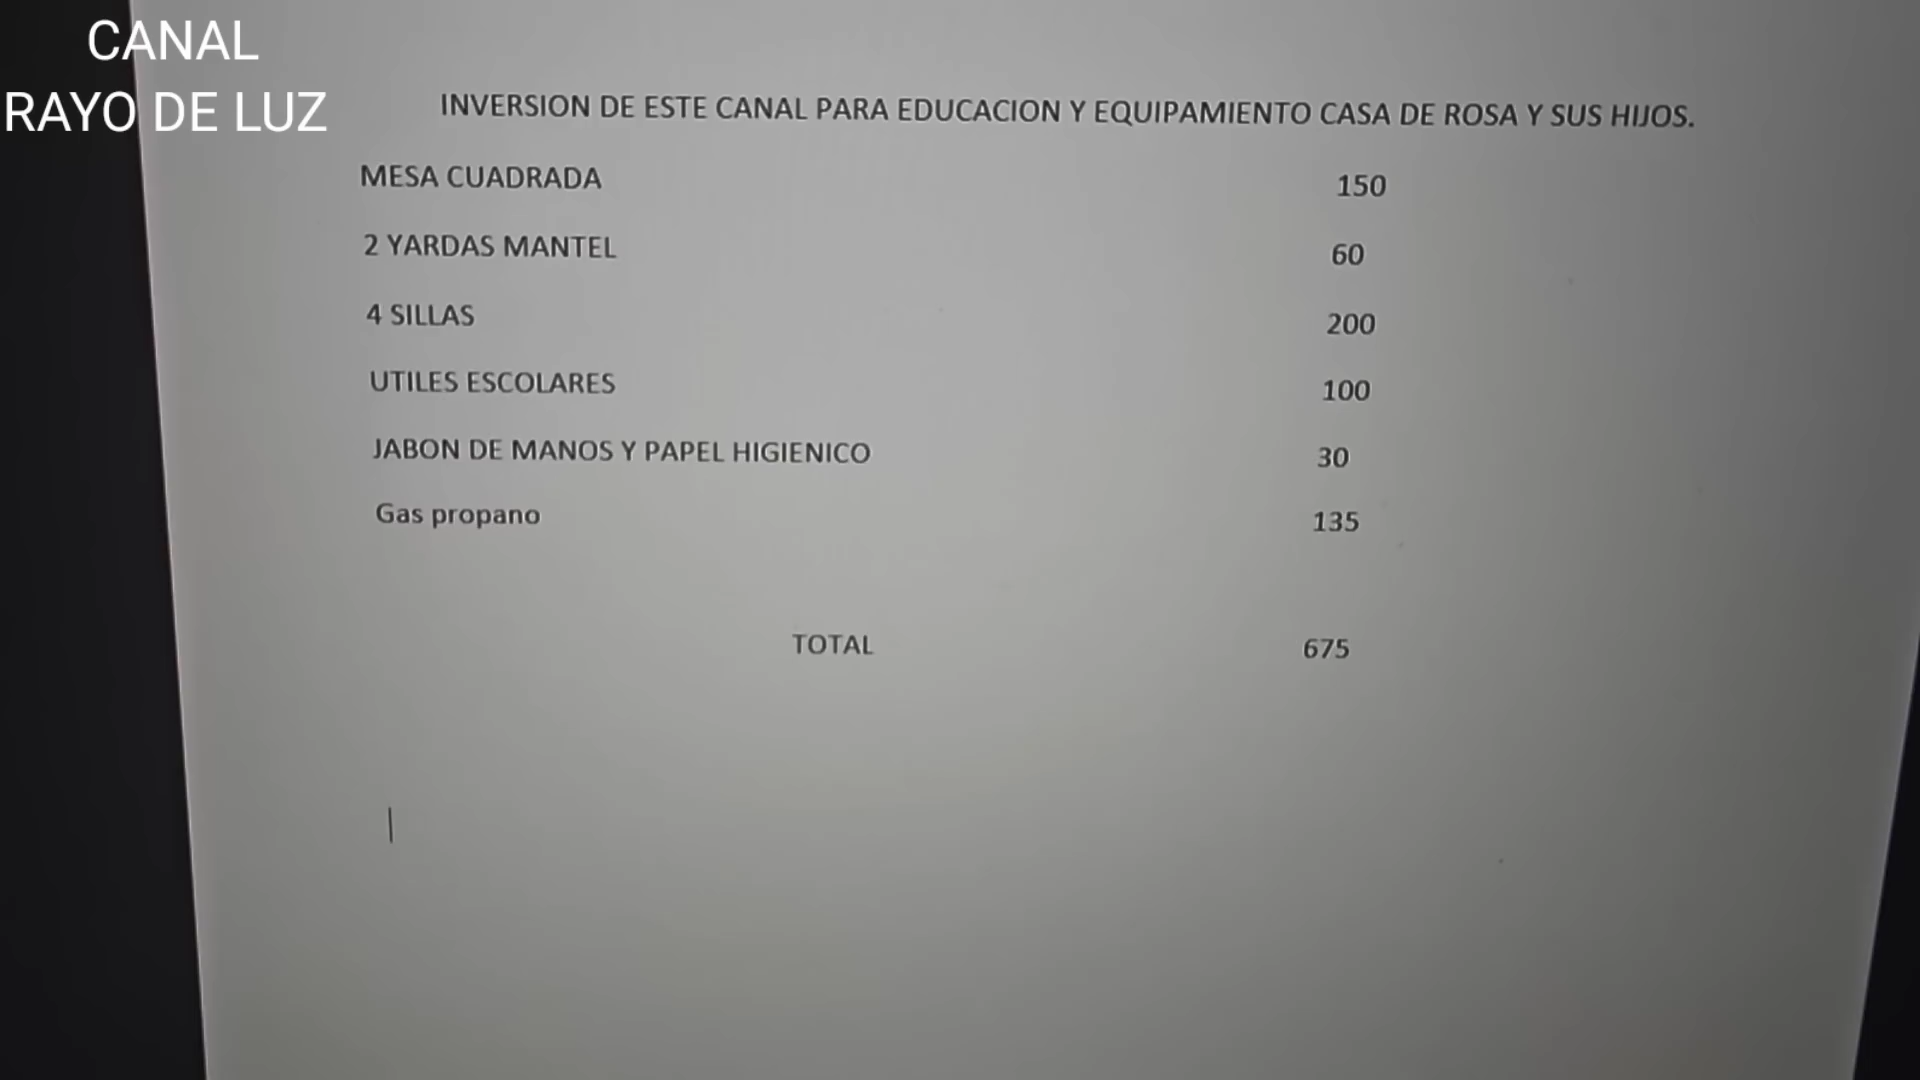 CANAL
RAYO DE LUZ
INVERSION DE ESTE CANAL PARA EDUCACION Y EQUIPAMIENTO CASA DE ROSA Y SUS HIJOS.
MESA CUADRADA 150
2 YARDAS MANTEL 60
4 SILLAS 200
UTILES ESCOLARES 100
JABON DE MANOS Y PAPEL HIGIENICO 30
Gas propano 135
TOTAL 675